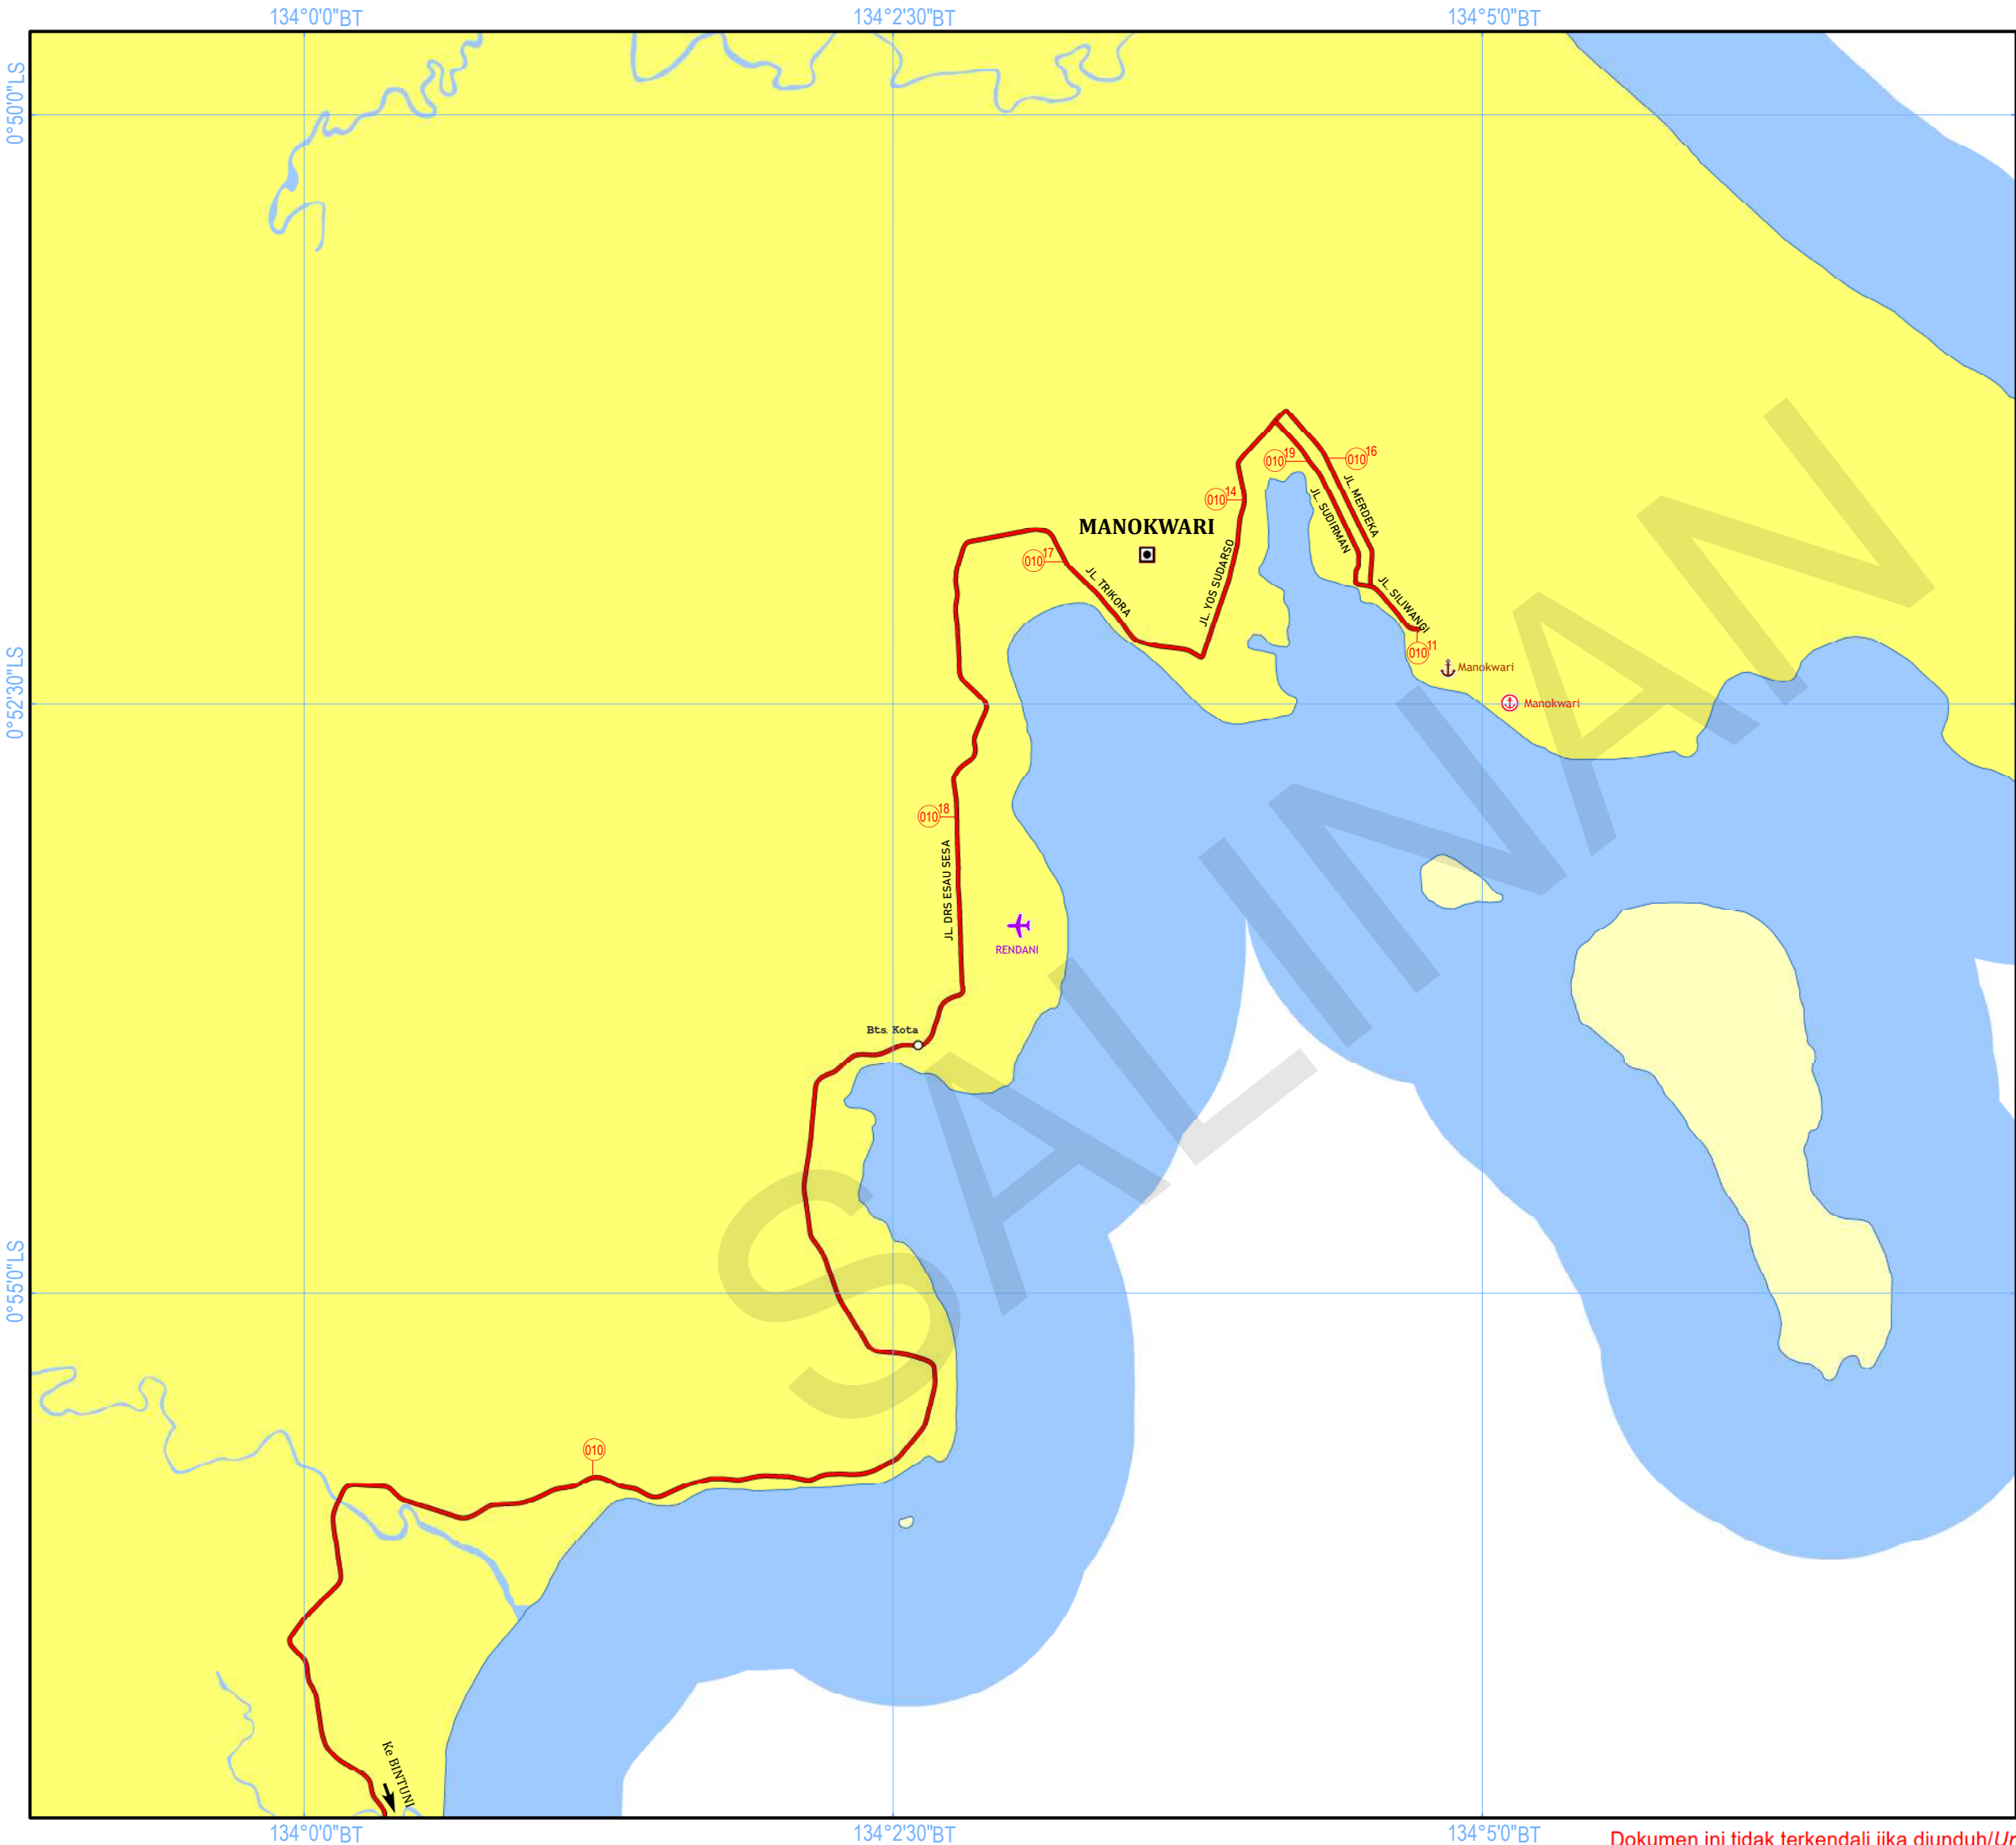 134°0'0"BT
134°2'30"BT
134°5'0"BT
0°50'0"LS
010 19
010 16
JL. MERDEKA
JL. SUDIRMAN
010 14
MANOKWARI
JL. YOS SUDARSO
010 17
JL. TRIKORA
JL. SILIWANGI
010 11
Manokwari
Manokwari
0°52'30"LS
010 18
JL. DRS ESAU SESA
RENDANI
Bts. Kota
SALINAN
0°55'0"LS
010
Ke BINTUNI
134°0'0"BT
134°2'30"BT
134°5'0"BT
Dokumen ini tidak terkendali jika diunduh/